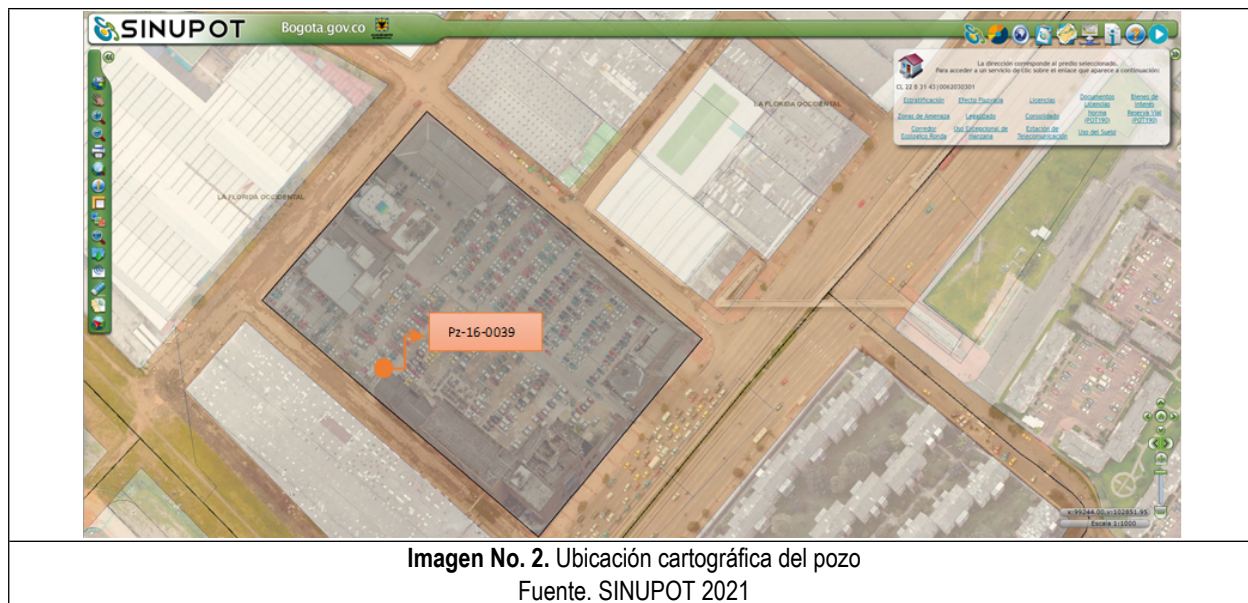 SINUPOT
Bogota.gov.co
La dirección corresponde al predio seleccionado.
Para acceder a un servicio de clic sobre el enlace que aparece a continuación:
Estratificación Efecto Plusvalia Licencias Documentos Licencias Bienes de Interés
Zonas de Amenaza Legalizado Consolidado Norma (POT190) Reserva Vial (POT190)
Corredor Ecologico Ronda Uso Excepcional de Manzana Estación de Telecomunicación Uso del Suelo
LA FLORIDA OCCIDENTAL
LA FLORIDA OCCIDENTAL
Pz-16-0039
Escala 1:1000
Imagen No. 2. Ubicación cartográfica del pozo
Fuente. SINUPOT 2021